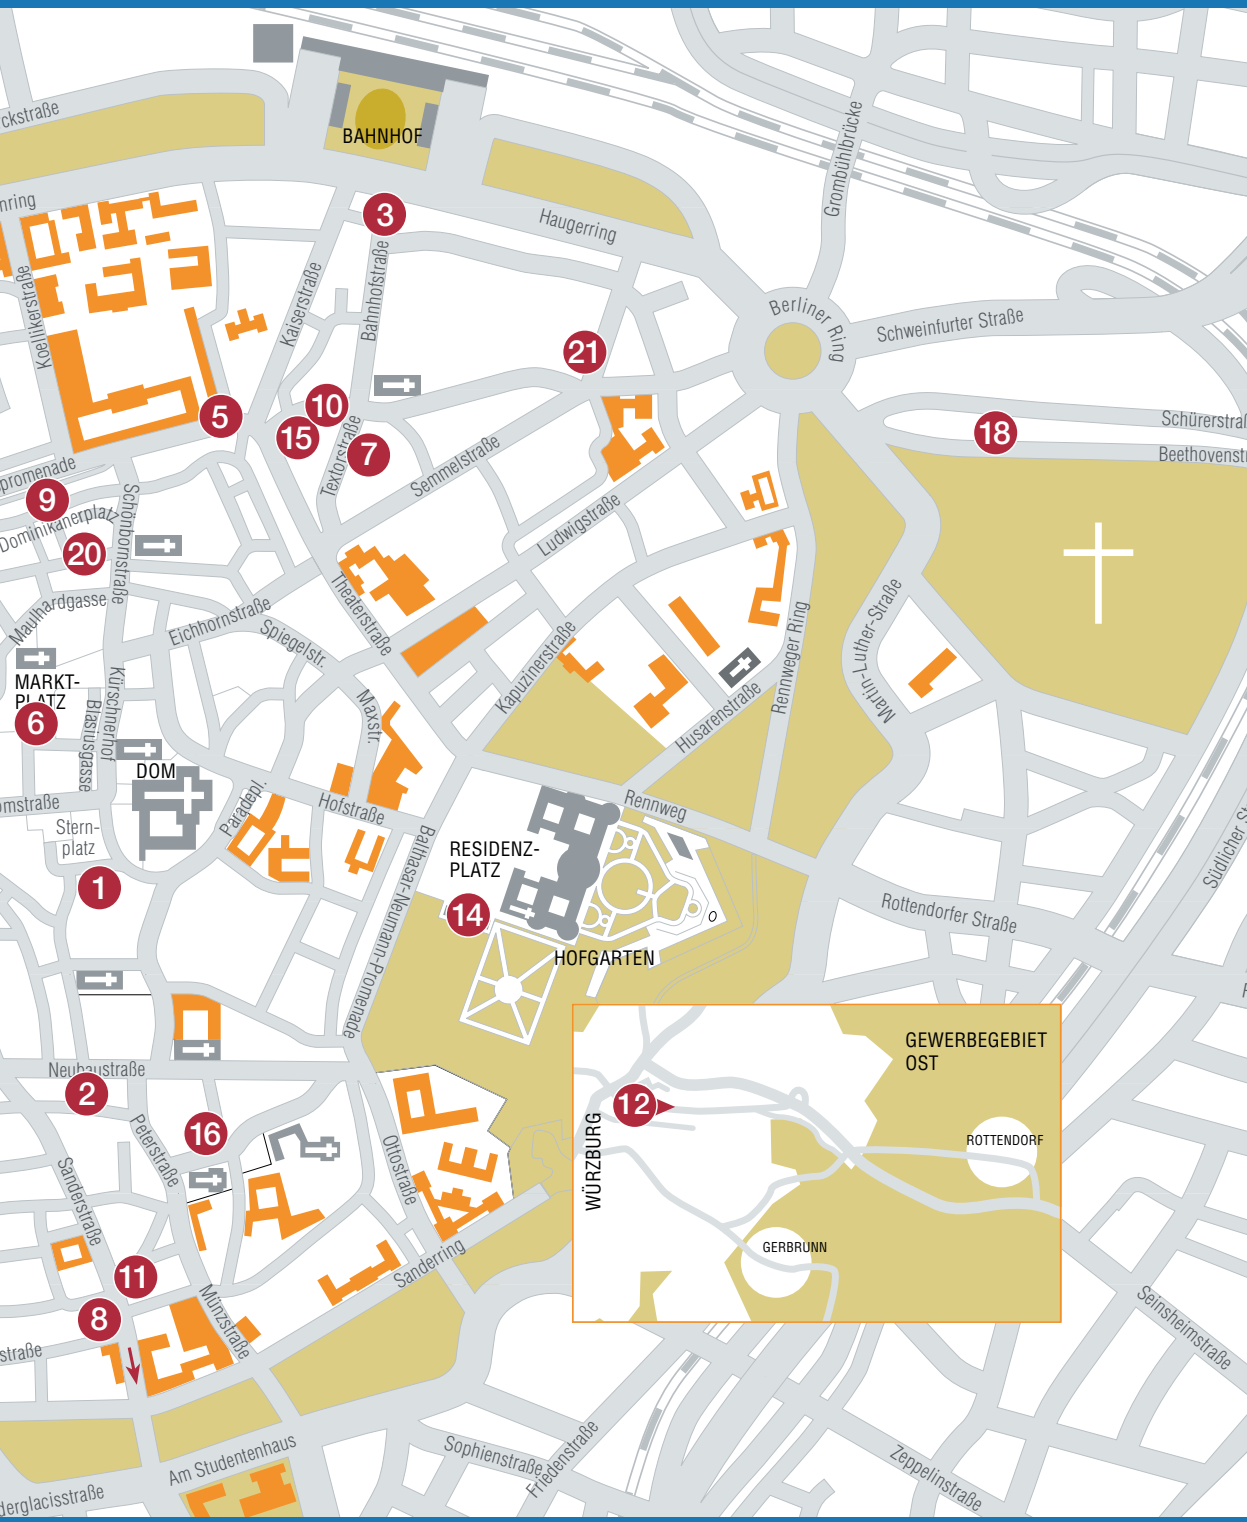 BAHNHOF
ckstraße
nring
3
Haugerring
Grombühlbrücke
Koellikerstraße
Kaiserstraße
Bahnhofstraße
Berliner Ring
Schweinfurter Straße
21
10
5
15
7
18
Schürerstraß
Beethovenstr
Textorstraße
Semmelstraße
promenade
9
Dominikanerplatz
Schönbornstraße
20
Ludwigstraße
Theaterstraße
Maulhardgasse
Eichhornstraße
Spiegelstr.
Kapuzinerstraße
Rennweger Ring
Martin-Luther-Straße
MARKT-
PLATZ
6
Blasiusgasse
Kürschnerhof
Maxstr.
Husarenstraße
DOM
omstraße
Paradepl.
Hofstraße
Rennweg
Stern-
platz
1
Balthasar-Neumann-Promenade
RESIDENZ-
PLATZ
14
HOFGARTEN
Rottendorfer Straße
Südlicher St
Neubaustraße
2
16
Peterstraße
Sanderstraße
Ottostraße
GEWERBEGEBIET
OST
12
WÜRZBURG
ROTTENDORF
GERBRUNN
Sanderring
11
8
Münzstraße
straße
Seinsheimstraße
Am Studentenhaus
Sophienstraße
Friedenstraße
Zeppelinstraße
derglacisstraße